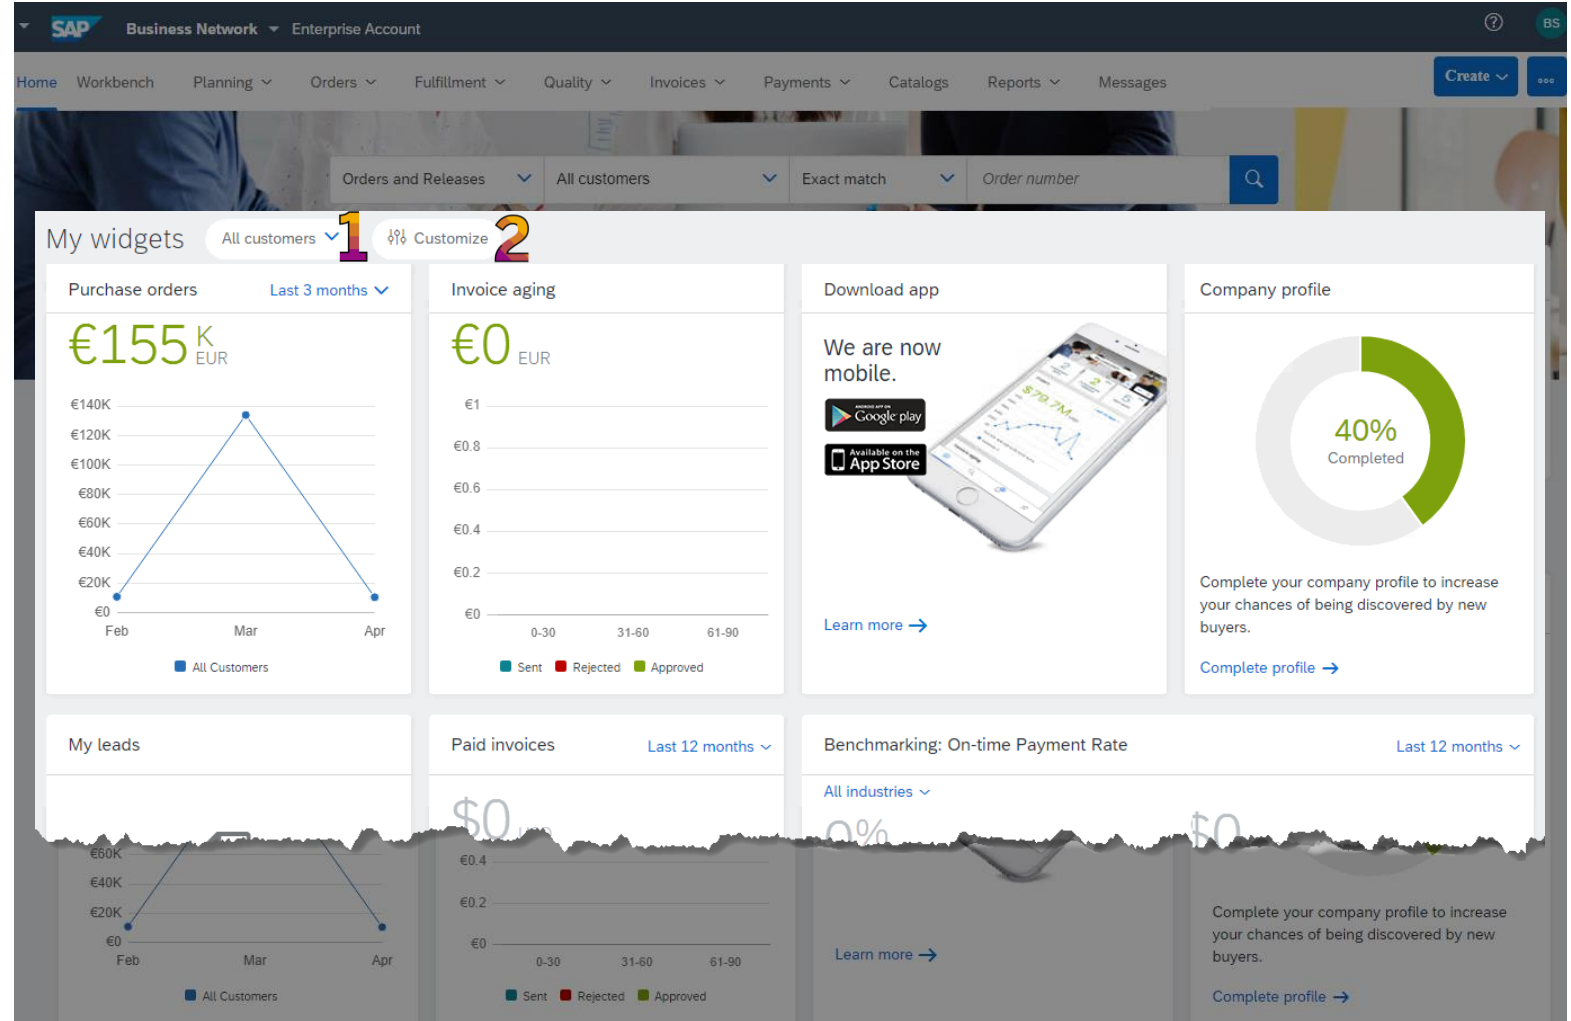 SAP Business Network Enterprise Account BS
Home Workbench Planning Orders Fulfillment Quality Invoices Payments Catalogs Reports Messages Create
Orders and Releases All customers Exact match Order number
My widgets All customers 1 Customize 2
Purchase orders Last 3 months
€155 K EUR
€140K
€120K
€100K
€80K
€60K
€40K
€20K
€0
Feb Mar Apr
All Customers
Invoice aging
€0 EUR
€1
€0.8
€0.6
€0.4
€0.2
€0
0-30 31-60 61-90
Sent Rejected Approved
Download app
We are now
mobile.
ANDROID APP ON
Google play
Available on the
App Store
$79.7M
Learn more
Company profile
40%
Completed
Complete your company profile to increase
your chances of being discovered by new
buyers.
Complete profile
My leads
Paid invoices Last 12 months
$0
Benchmarking: On-time Payment Rate Last 12 months
All industries
0% $0
€60K
€40K
€20K
€0
Feb Mar Apr
All Customers
€0.4
€0.2
€0
0-30 31-60 61-90
Sent Rejected Approved
Learn more
Complete your company profile to increase
your chances of being discovered by new
buyers.
Complete profile